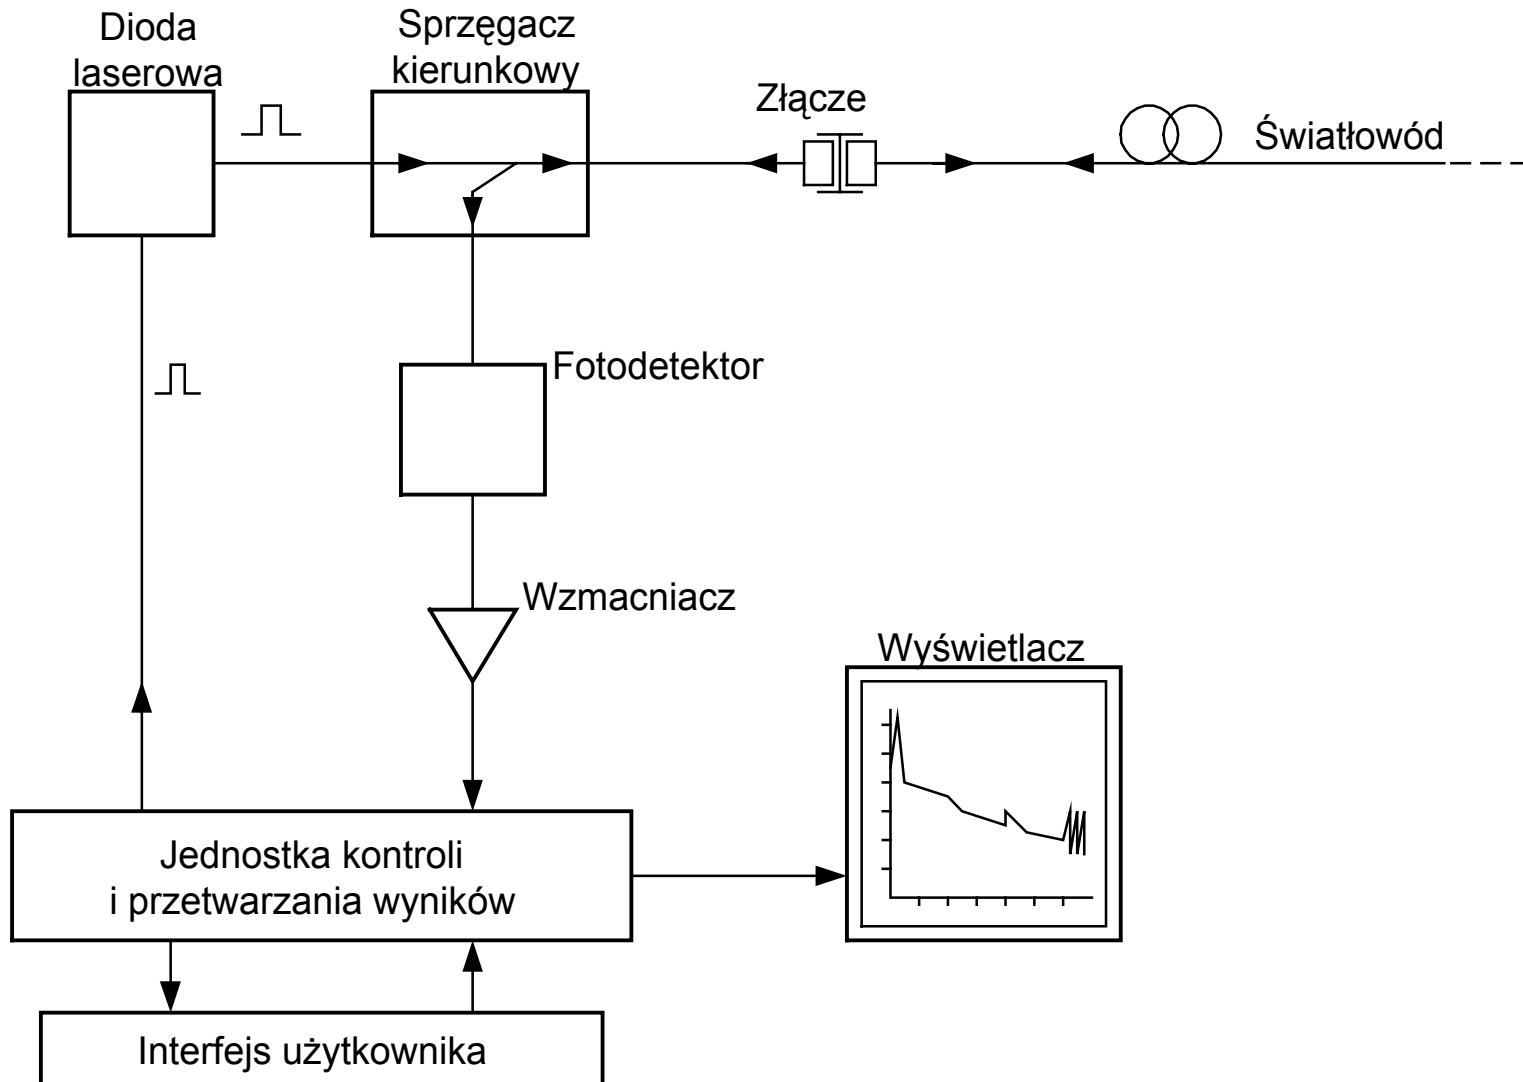 Dioda
laserowa
Sprzęgacz
kierunkowy
Złącze
Światłowód
Fotodetektor
Wzmacniacz
Wyświetlacz
Jednostka kontroli
i przetwarzania wyników
Interfejs użytkownika